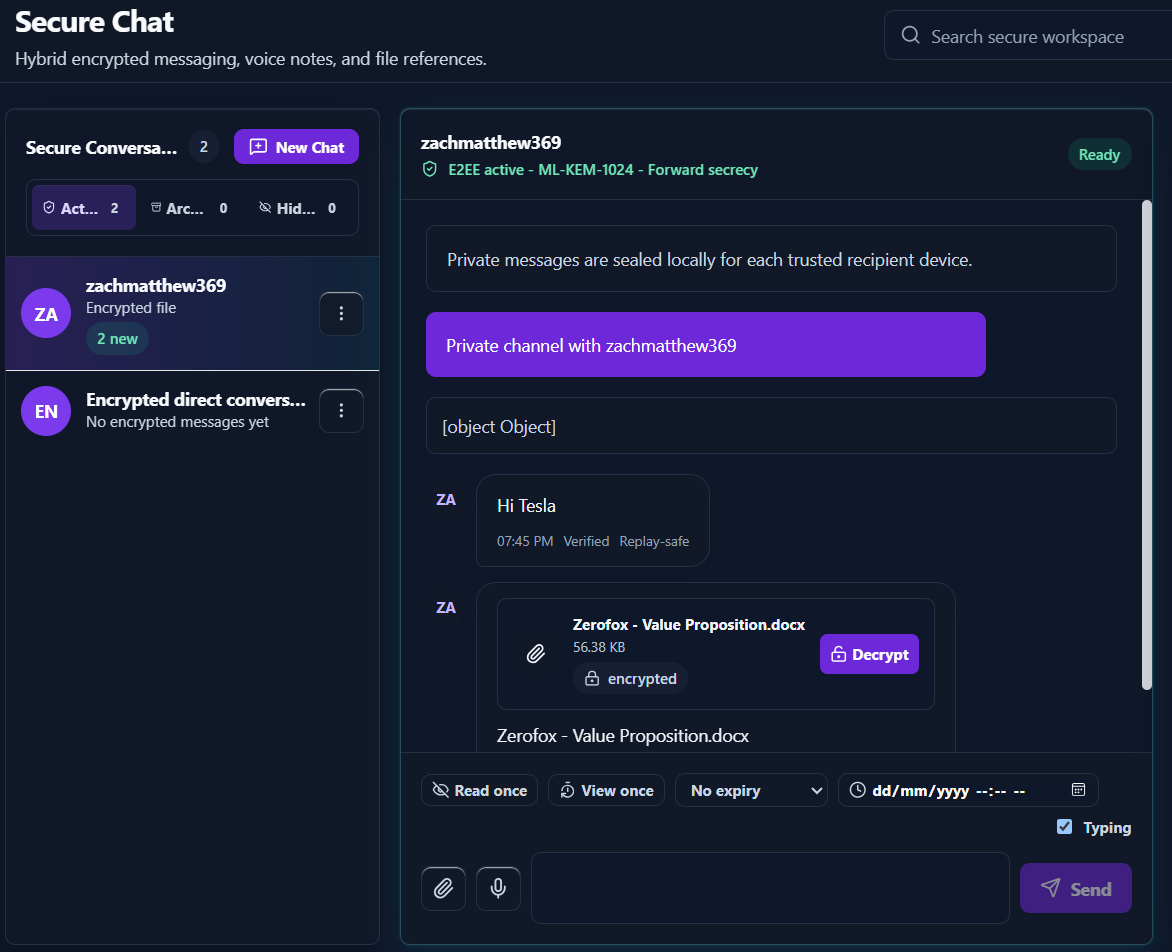 Secure Chat
Hybrid encrypted messaging, voice notes, and file references.
Search secure workspace
Secure Conversa...
2
New Chat
Act... 2
Arc... 0
Hid... 0
ZA
zachmatthew369
Encrypted file
2 new
EN
Encrypted direct convers...
No encrypted messages yet
zachmatthew369
E2EE active - ML-KEM-1024 - Forward secrecy
Ready
Private messages are sealed locally for each trusted recipient device.
Private channel with zachmatthew369
[object Object]
ZA
Hi Tesla
07:45 PM Verified Replay-safe
ZA
Zerofox - Value Proposition.docx
56.38 KB
encrypted
Decrypt
Zerofox - Value Proposition.docx
Read once
View once
No expiry
dd/mm/yyyy --:-- --
Typing
Send